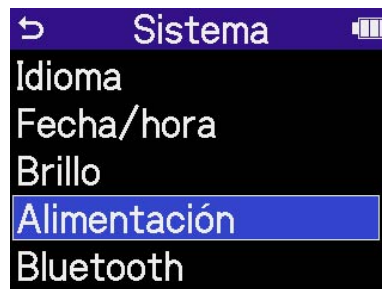 Sistema
Idioma
Fecha/hora
Brillo
Alimentación
Bluetooth